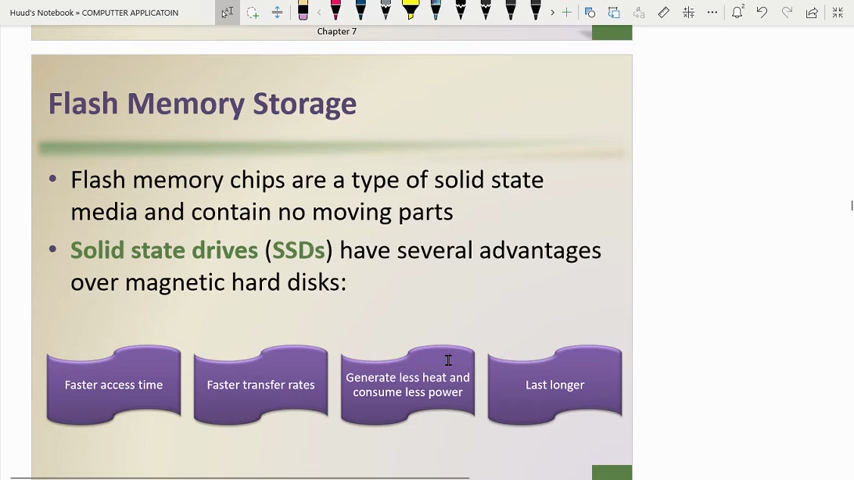 Huud's Notebook » COMPUTTER APPLICATOIN
Chapter 7
Flash Memory Storage
• Flash memory chips are a type of solid state
media and contain no moving parts
• Solid state drives (SSDs) have several advantages
over magnetic hard disks:
Faster access time
Faster transfer rates
Generate less heat and
consume less power
Last longer